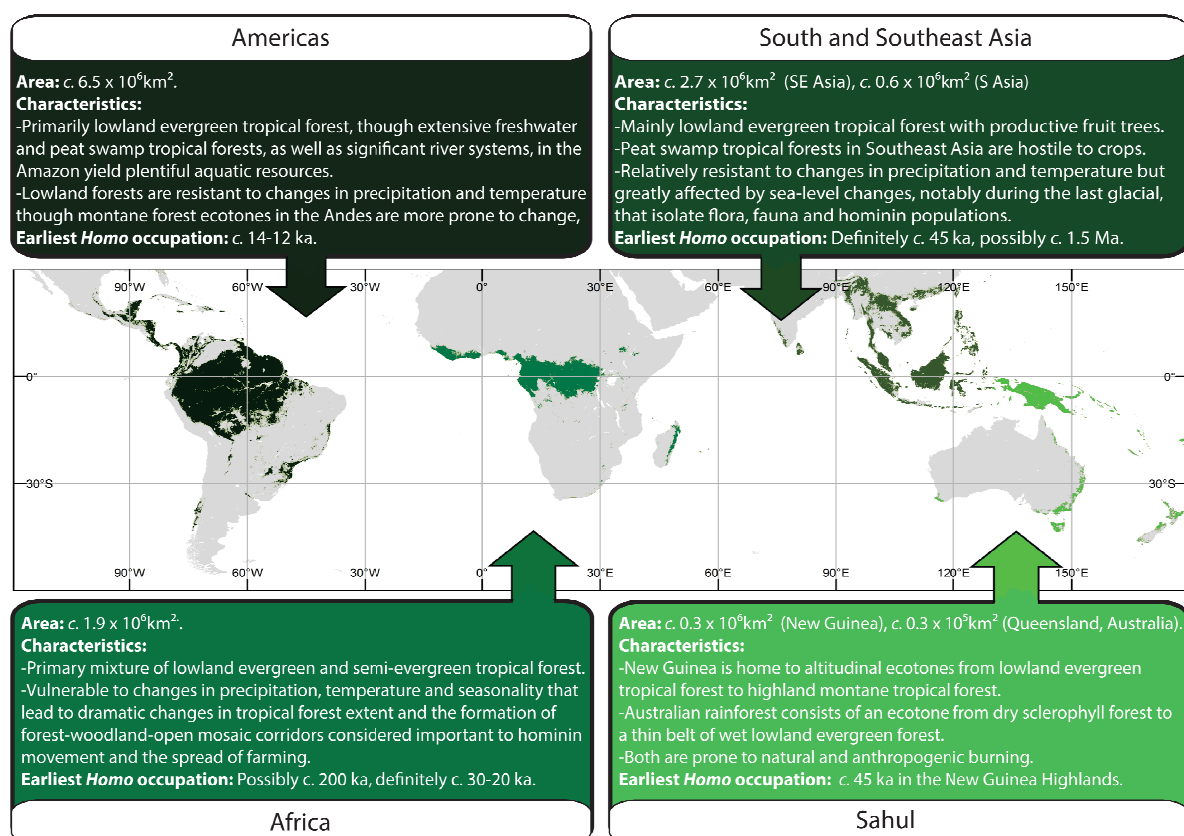 Americas
Area: c. 6.5 x 10⁶km².
Characteristics:
-Primarily lowland evergreen tropical forest, though extensive freshwater
and peat swamp tropical forests, as well as significant river systems, in the
Amazon yield plentiful aquatic resources.
-Lowland forests are resistant to changes in precipitation and temperature
though montane forest ecotones in the Andes are more prone to change,
Earliest Homo occupation: c. 14-12 ka.
South and Southeast Asia
Area: c. 2.7 x 10⁶km² (SE Asia), c. 0.6 x 10⁶km² (S Asia)
Characteristics:
-Mainly lowland evergreen tropical forest with productive fruit trees.
-Peat swamp tropical forests in Southeast Asia are hostile to crops.
-Relatively resistant to changes in precipitation and temperature but
greatly affected by sea-level changes, notably during the last glacial,
that isolate flora, fauna and hominin populations.
Earliest Homo occupation: Definitely c. 45 ka, possibly c. 1.5 Ma.
90°W 60°W 30°W 0° 30°E 60°E 90°E 120°E 150°E
0° 0°
30°S 30°S
90°W 60°W 30°W 0° 30°E 60°E 90°E 120°E 150°E
Area: c. 1.9 x 10⁶km².
Characteristics:
-Primary mixture of lowland evergreen and semi-evergreen tropical forest.
-Vulnerable to changes in precipitation, temperature and seasonality that
lead to dramatic changes in tropical forest extent and the formation of
forest-woodland-open mosaic corridors considered important to hominin
movement and the spread of farming.
Earliest Homo occupation: Possibly c. 200 ka, definitely c. 30-20 ka.
Africa
Area: c. 0.3 x 10⁶km² (New Guinea), c. 0.3 x 10⁵km² (Queensland, Australia).
Characteristics:
-New Guinea is home to altitudinal ecotones from lowland evergreen
tropical forest to highland montane tropical forest.
-Australian rainforest consists of an ecotone from dry sclerophyll forest to
a thin belt of wet lowland evergreen forest.
-Both are prone to natural and anthropogenic burning.
Earliest Homo occupation: c. 45 ka in the New Guinea Highlands.
Sahul